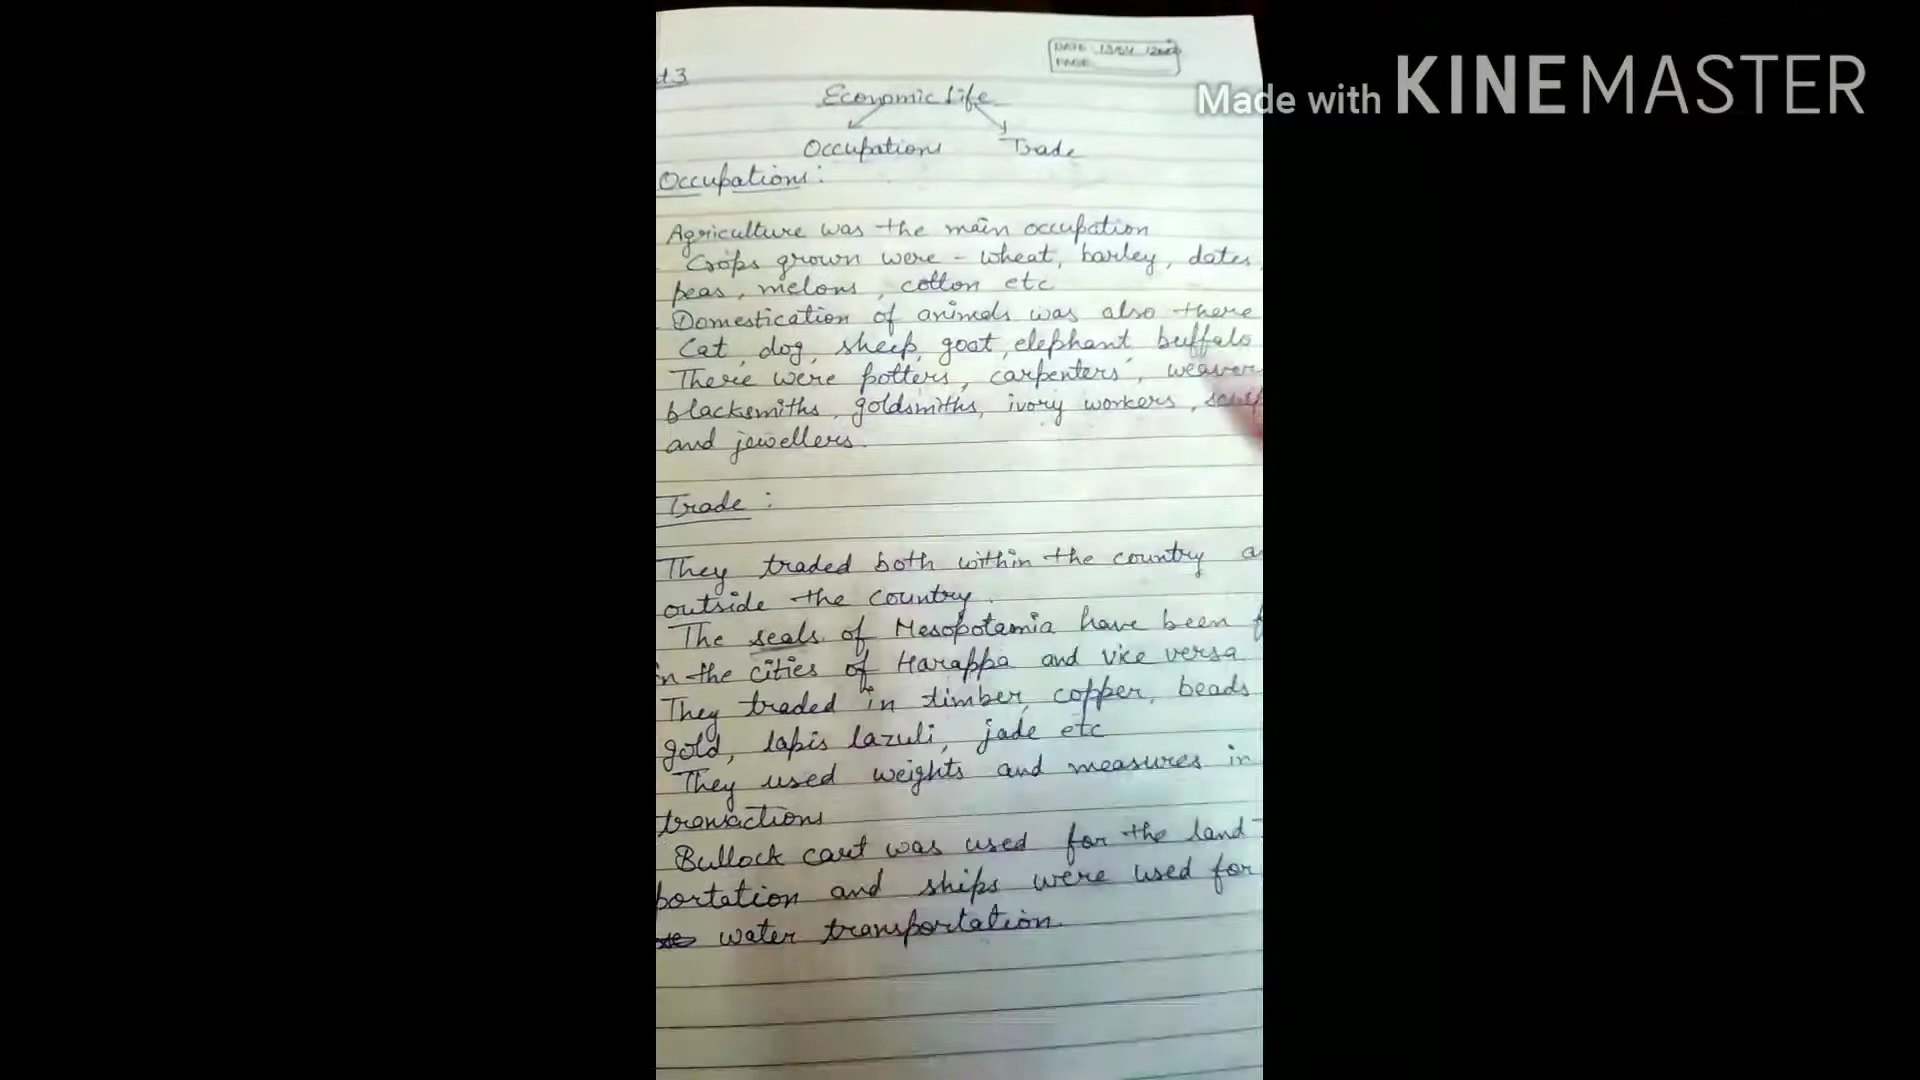 DATE
PAGE
Made with KINEMASTER
t 3
Economic Life
Occupations Trade
Occupations:
Agriculture was the main occupation
Crops grown were - wheat, barley, dates,
peas, melons, cotton etc
Domestication of animals was also there
Cat, dog, sheep, goat, elephant buffalo
There were potters, carpenters, weaver
blacksmiths, goldsmiths, ivory workers,
and jewellers.
Trade:
They traded both within the country a
outside the country.
The seals of Mesopotamia have been f
in the cities of Harappa and vice versa
They traded in timber, copper, beads
gold, lapis lazuli, jade etc
They used weights and measures in
transactions
Bullock cart was used for the land
portation and ships were used for
water transportation.